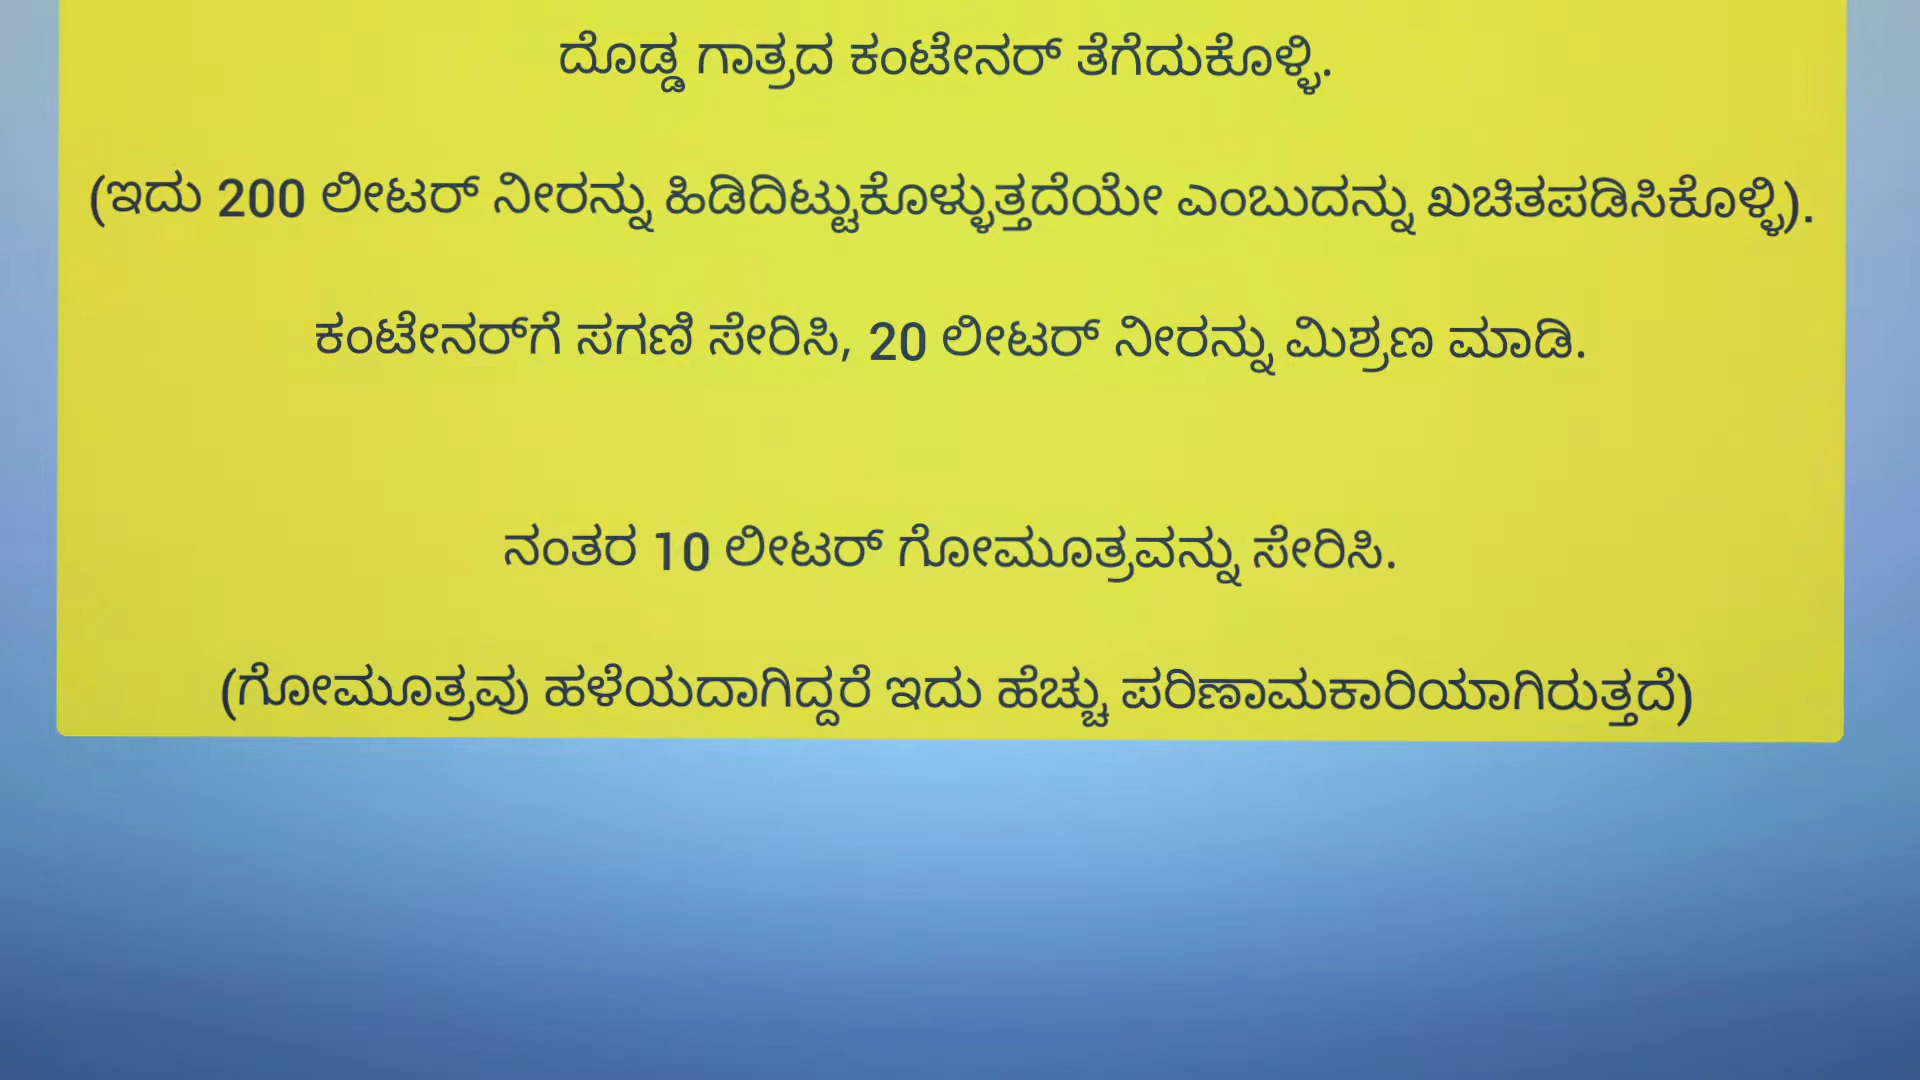 ದೊಡ್ಡ ಗಾತ್ರದ ಕಂಟೇನರ್ ತೆಗೆದುಕೊಳ್ಳಿ.
(ಇದು 200 ಲೀಟರ್ ನೀರನ್ನು ಹಿಡಿದಿಟ್ಟುಕೊಳ್ಳುತ್ತದೆಯೇ ಎಂಬುದನ್ನು ಖಚಿತಪಡಿಸಿಕೊಳ್ಳಿ).
ಕಂಟೇನರ್‌ಗೆ ಸಗಣಿ ಸೇರಿಸಿ, 20 ಲೀಟರ್ ನೀರನ್ನು ಮಿಶ್ರಣ ಮಾಡಿ.
ನಂತರ 10 ಲೀಟರ್ ಗೋಮೂತ್ರವನ್ನು ಸೇರಿಸಿ.
(ಗೋಮೂತ್ರವು ಹಳೆಯದಾಗಿದ್ದರೆ ಇದು ಹೆಚ್ಚು ಪರಿಣಾಮಕಾರಿಯಾಗಿರುತ್ತದೆ)